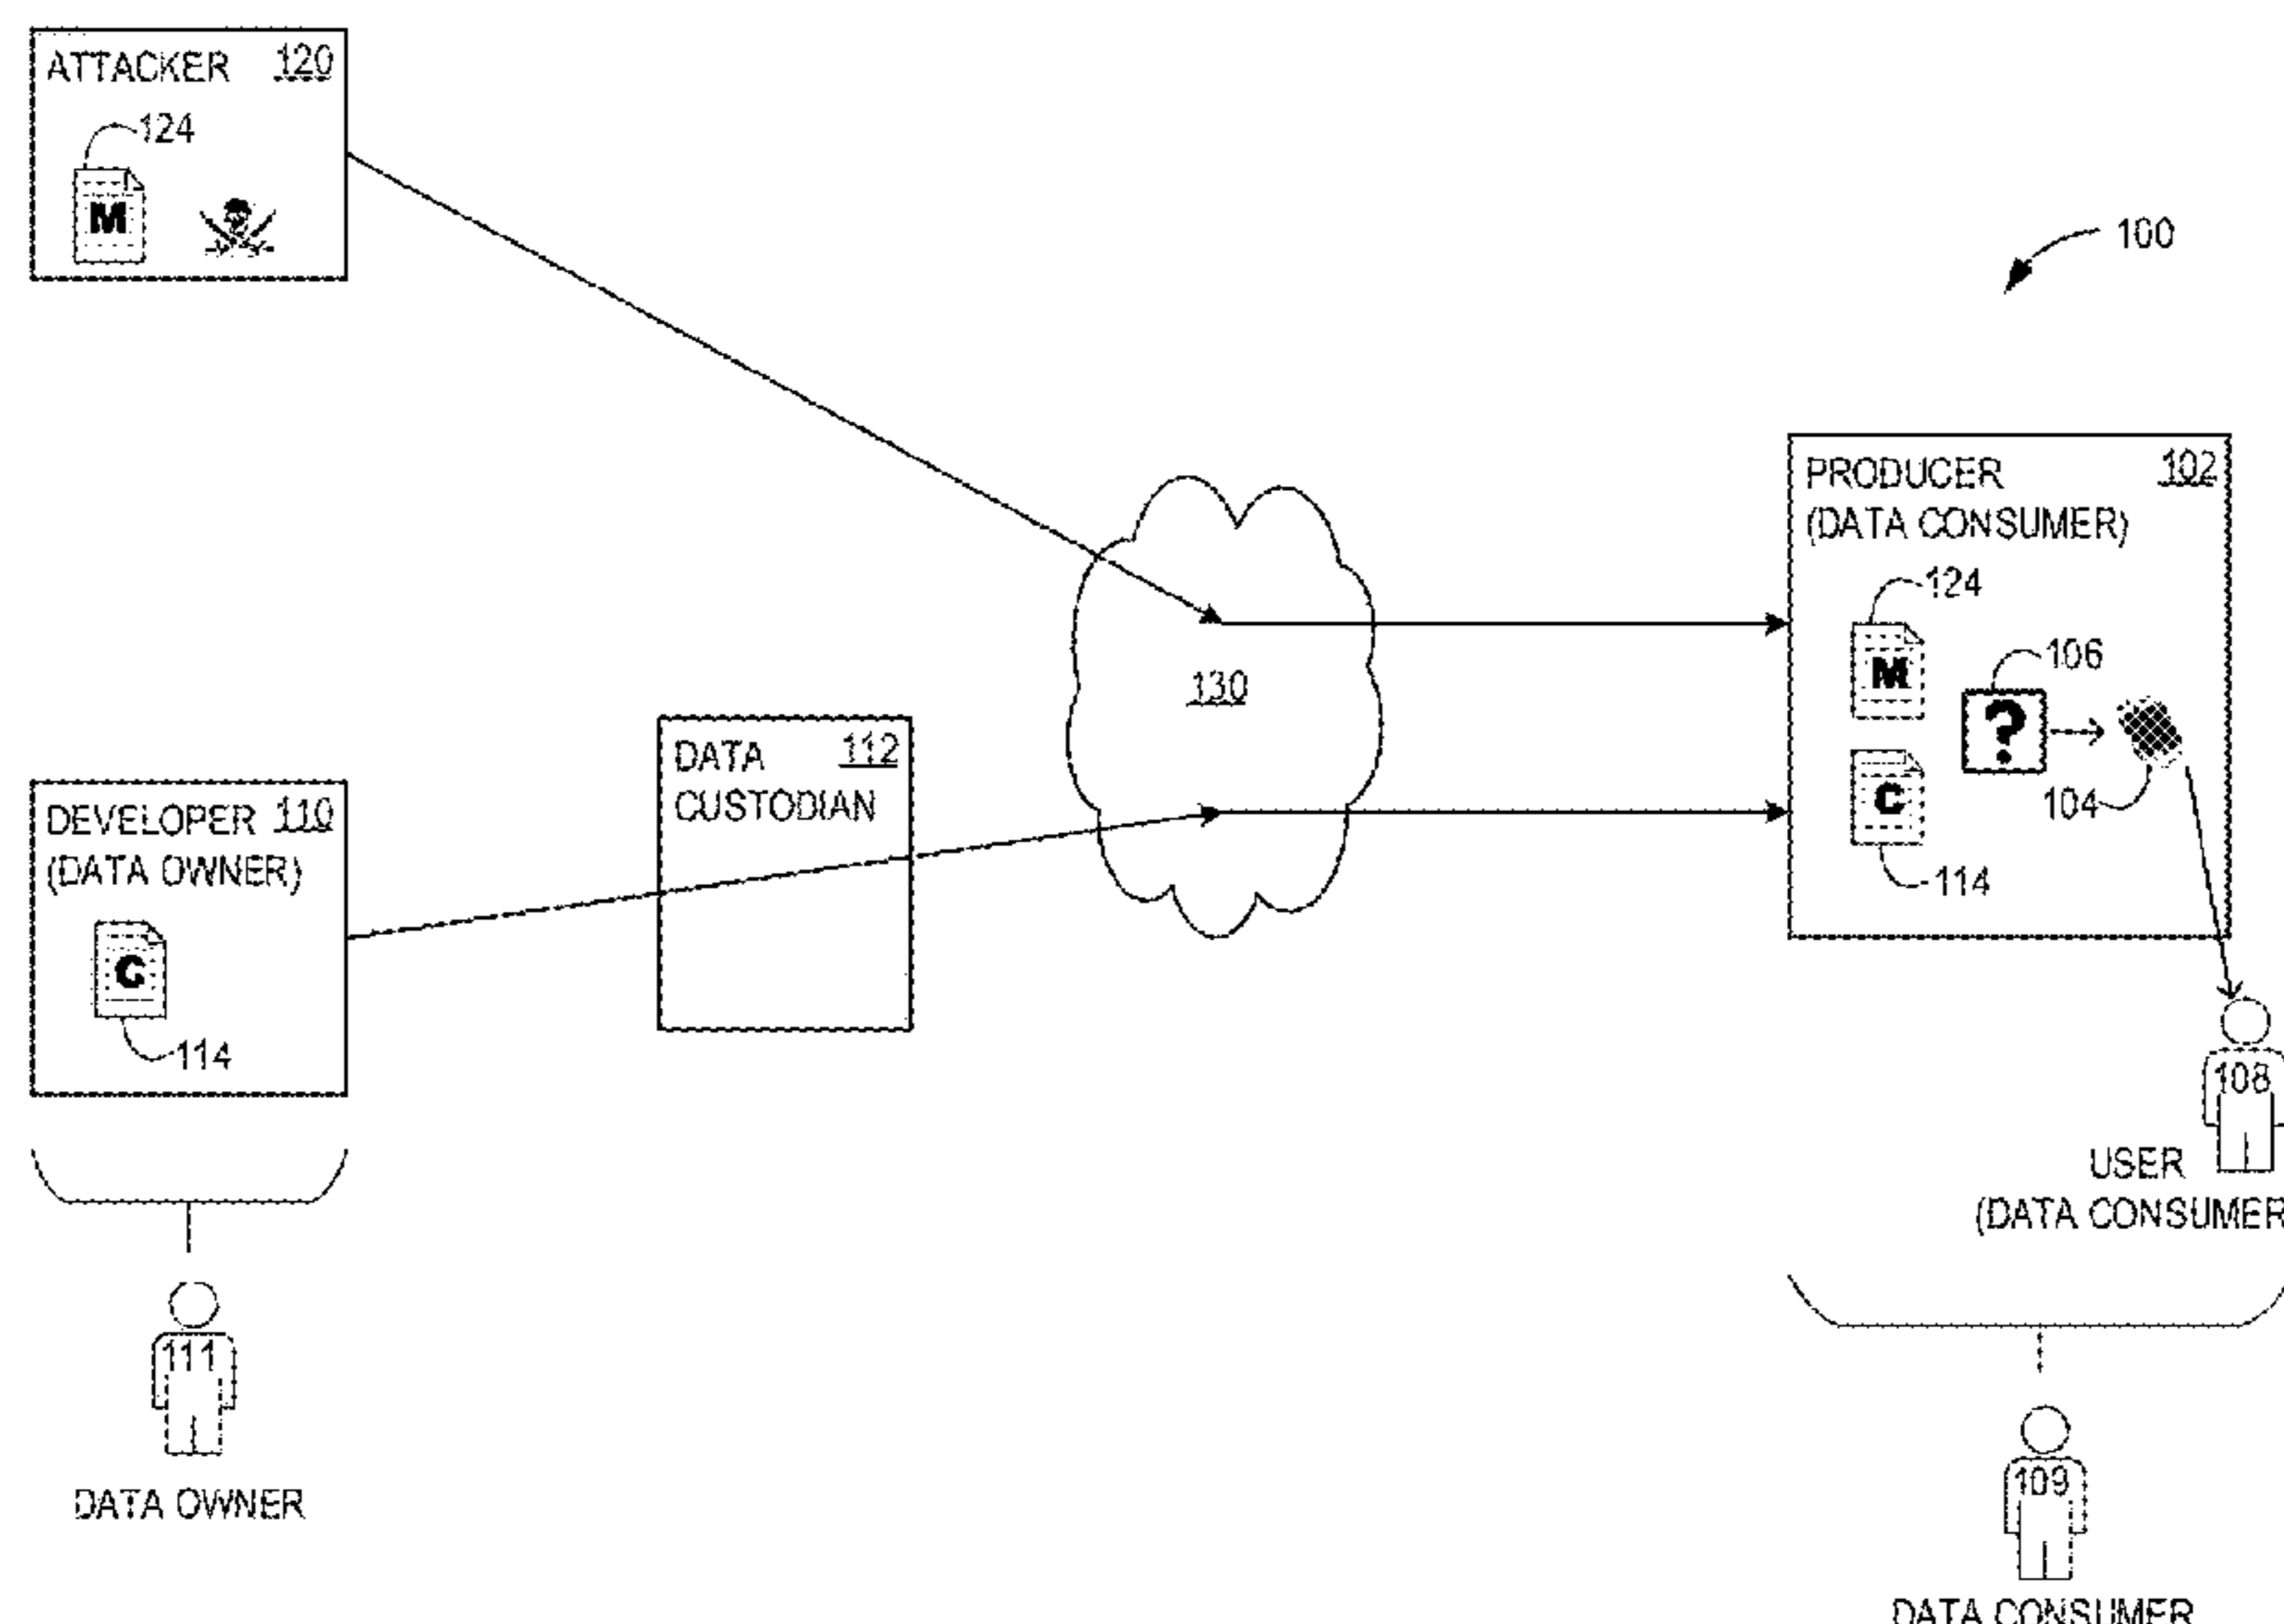 ATTACKER 120
124
M
100
PRODUCER 102
(DATA CONSUMER)
124
M
106
?
104
C
114
130
DATA 112
CUSTODIAN
DEVELOPER 110
(DATA OWNER)
C
114
108
USER
(DATA CONSUMER
111
DATA OWNER
109
DATA CONSUMER